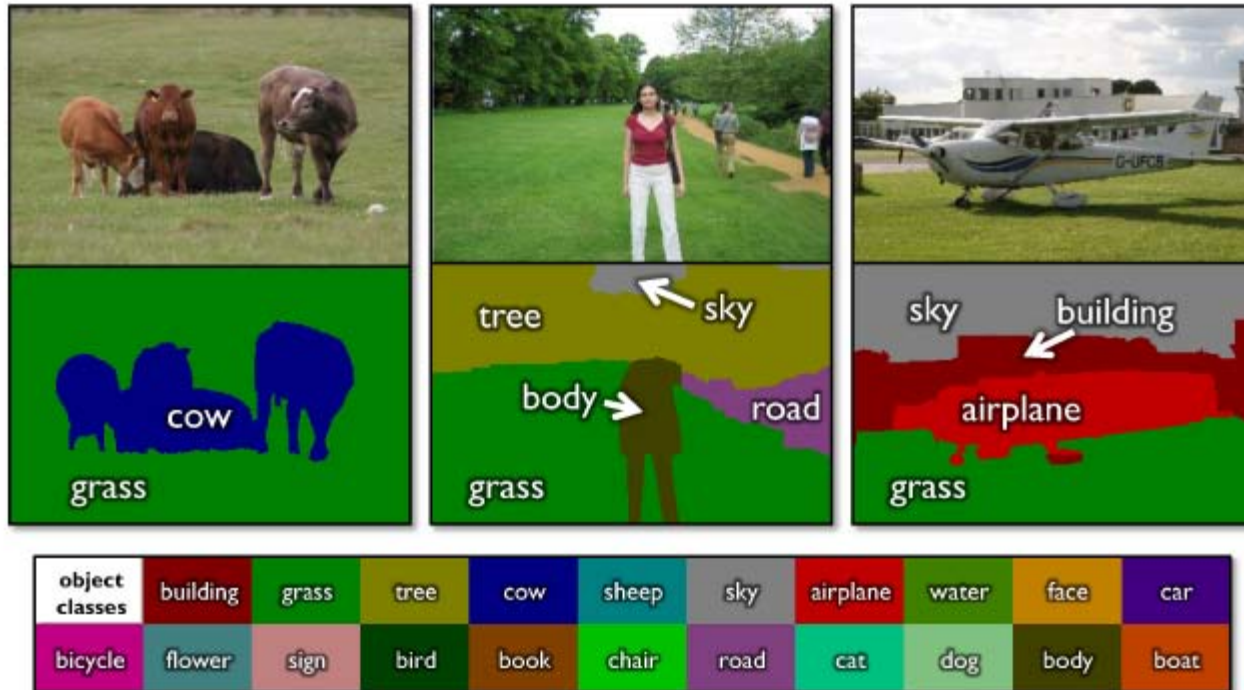 G-UFCB
sky
tree
sky
building
body
road
airplane
cow
grass
grass
grass
object classes
building
grass
tree
cow
sheep
sky
airplane
water
face
car
bicycle
flower
sign
bird
book
chair
road
cat
dog
body
boat